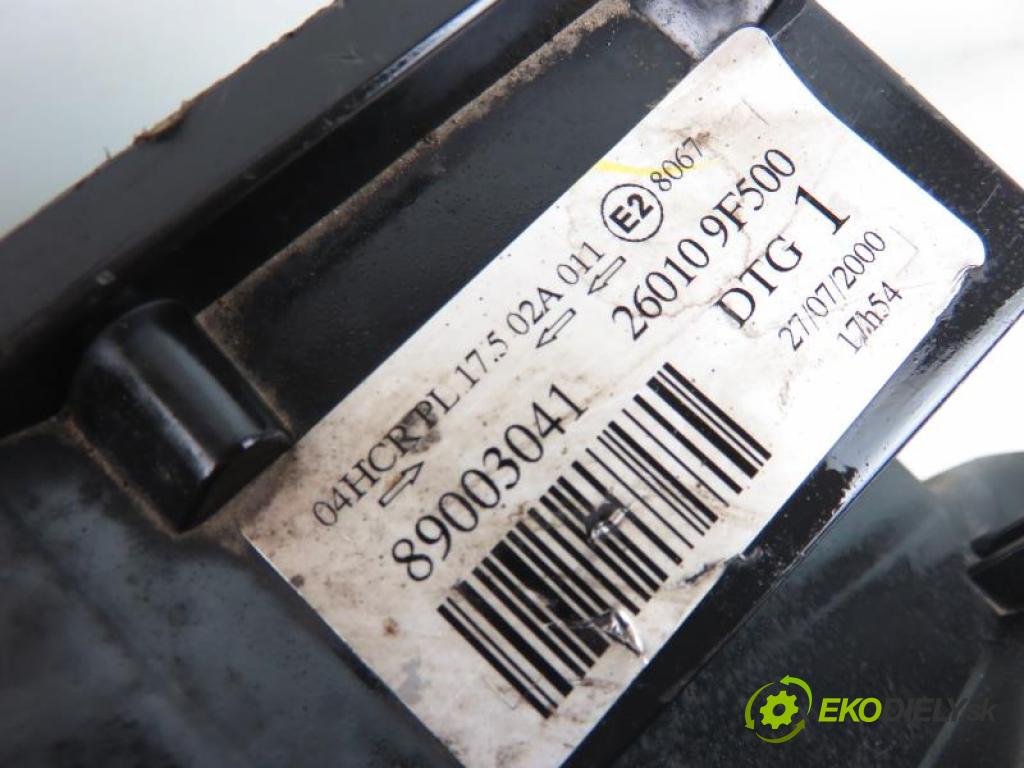 04HCR PL 17.5 02A 011 E2 8067
89003041
26010 9F500
DTG 1
27/07/2000
17h54
EKODIELY.sk